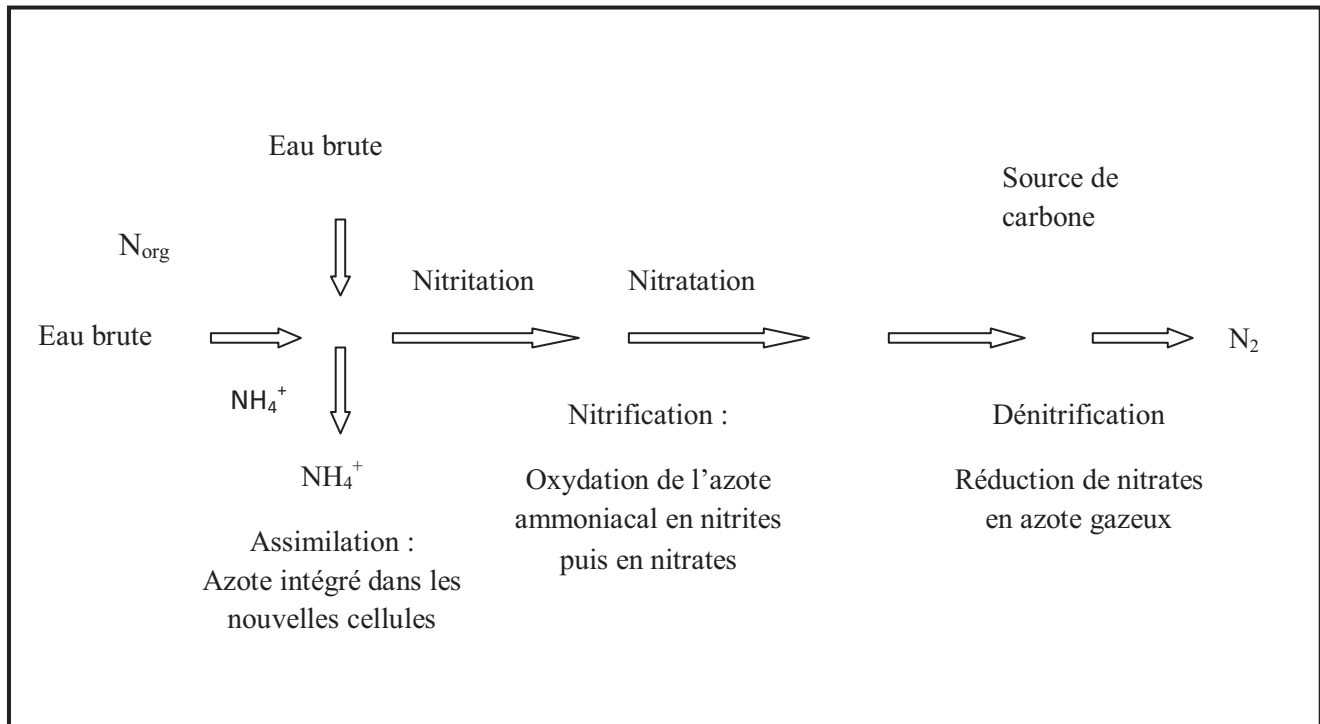 Eau brute
Source de
carbone
N_org
Nitritation
Nitratation
Eau brute
N₂
NH₄⁺
Nitrification :
Dénitrification
NH₄⁺
Oxydation de l’azote
ammoniacal en nitrites
puis en nitrates
Réduction de nitrates
en azote gazeux
Assimilation :
Azote intégré dans les
nouvelles cellules